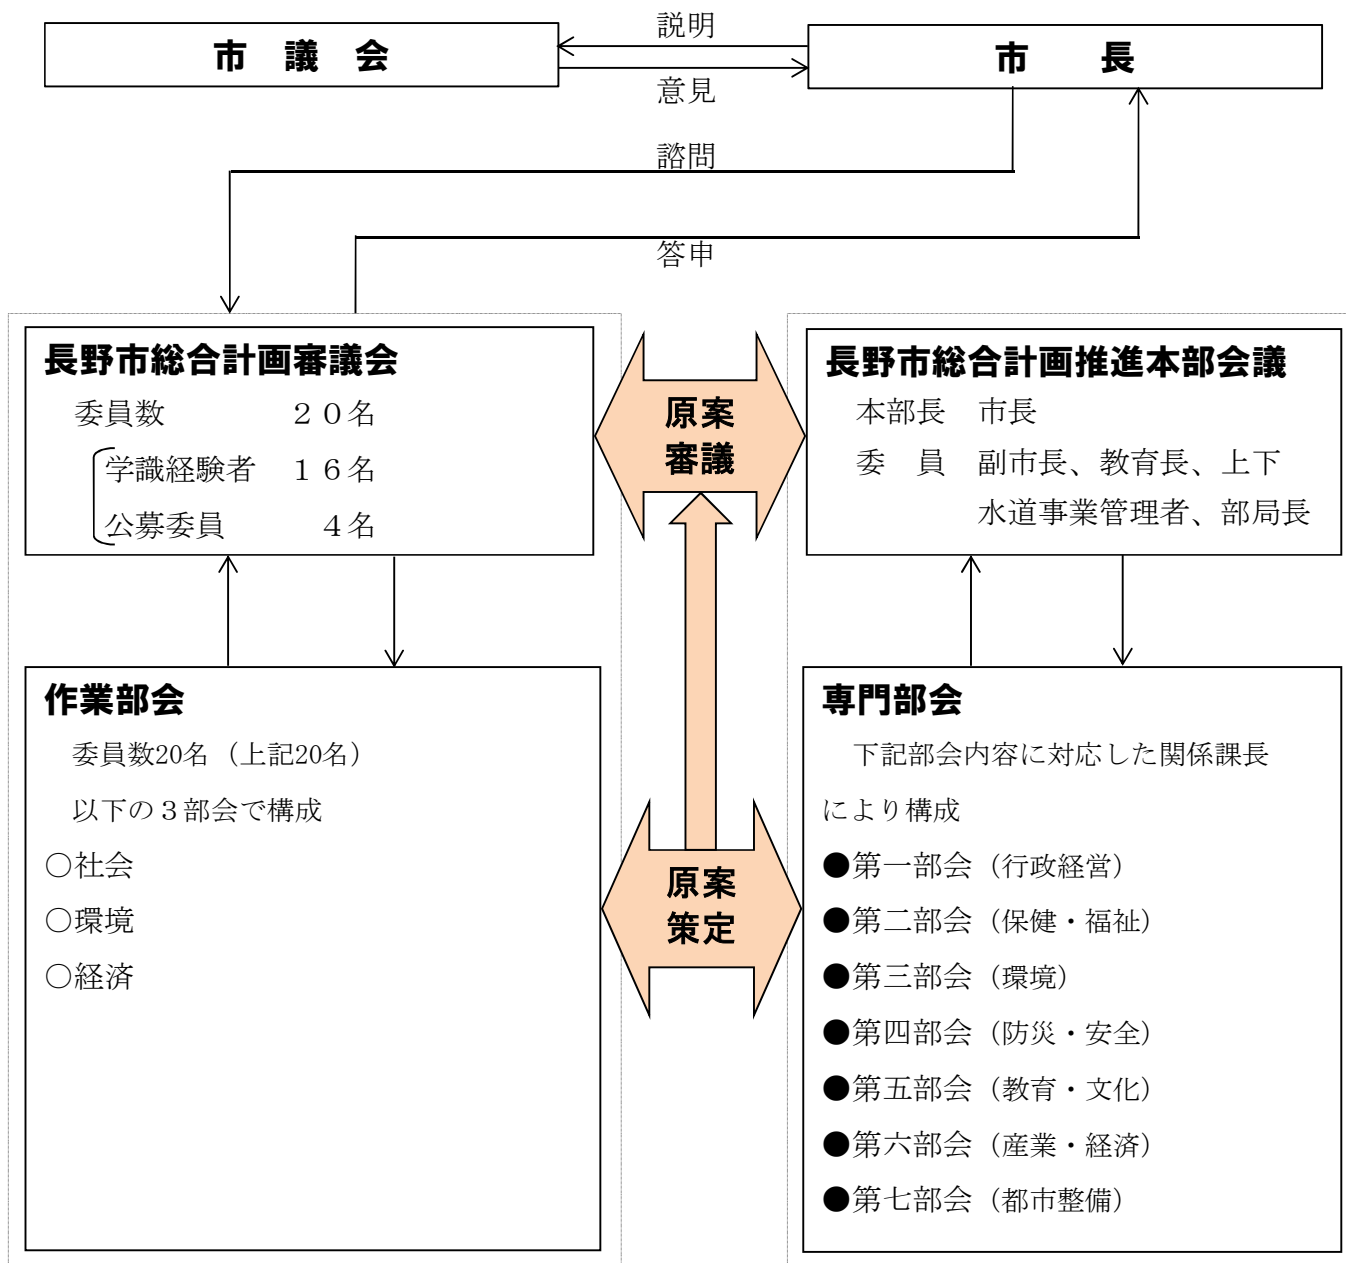 説明
市　議　会
市　　長
意見
諮問
答申
長野市総合計画審議会
委員数　　　　２０名
学識経験者　１６名
公募委員　　　４名
原案
審議
長野市総合計画推進本部会議
本部長　市長
委　員　副市長、教育長、上下
水道事業管理者、部局長
作業部会
委員数20名（上記20名）
以下の３部会で構成
○社会
○環境
○経済
原案
策定
専門部会
下記部会内容に対応した関係課長
により構成
●第一部会（行政経営）
●第二部会（保健・福祉）
●第三部会（環境）
●第四部会（防災・安全）
●第五部会（教育・文化）
●第六部会（産業・経済）
●第七部会（都市整備）